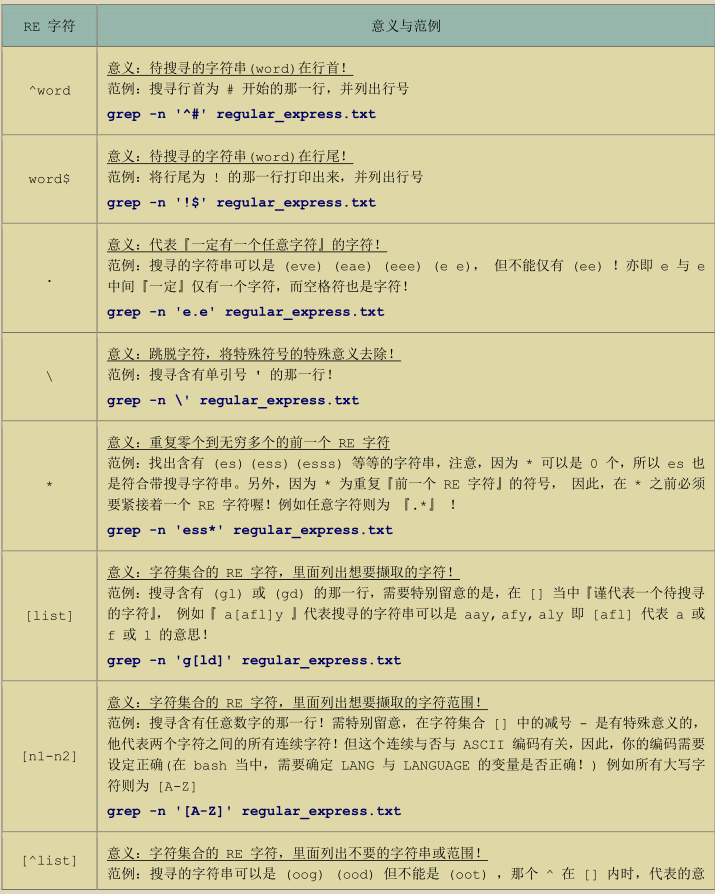 RE 字符 意义与范例
^word
意义：待搜寻的字符串(word)在行首！
范例：搜寻行首为 # 开始的那一行，并列出行号
grep -n '^#' regular_express.txt
word$
意义：待搜寻的字符串(word)在行尾！
范例：将行尾为 ! 的那一行打印出来，并列出行号
grep -n '!$' regular_express.txt
.
意义：代表『一定有一个任意字符』的字符！
范例：搜寻的字符串可以是 (eve) (eae) (eee) (e e)， 但不能仅有 (ee) ！亦即 e 与 e
中间『一定』仅有一个字符，而空格符也是字符！
grep -n 'e.e' regular_express.txt
\
意义：跳脱字符，将特殊符号的特殊意义去除！
范例：搜寻含有单引号 ' 的那一行！
grep -n \' regular_express.txt
*
意义：重复零个到无穷多个的前一个 RE 字符
范例：找出含有 (es)(ess)(esss) 等等的字符串，注意，因为 * 可以是 0 个，所以 es 也
是符合带搜寻字符串。另外，因为 * 为重复『前一个 RE 字符』的符号， 因此，在 * 之前必须
要紧接着一个 RE 字符喔！例如任意字符则为 『.*』 ！
grep -n 'ess*' regular_express.txt
[list]
意义：字符集合的 RE 字符，里面列出想要撷取的字符！
范例：搜寻含有 (gl) 或 (gd) 的那一行，需要特别留意的是，在 [] 当中『谨代表一个待搜寻
的字符』， 例如『 a[afl]y 』代表搜寻的字符串可以是 aay, afy, aly 即 [afl] 代表 a 或
f 或 l 的意思！
grep -n 'g[ld]' regular_express.txt
[n1-n2]
意义：字符集合的 RE 字符，里面列出想要撷取的字符范围！
范例：搜寻含有任意数字的那一行！需特别留意，在字符集合 [] 中的减号 - 是有特殊意义的，
他代表两个字符之间的所有连续字符！但这个连续与否与 ASCII 编码有关，因此，你的编码需要
设定正确(在 bash 当中，需要确定 LANG 与 LANGUAGE 的变量是否正确！) 例如所有大写字
符则为 [A-Z]
grep -n '[A-Z]' regular_express.txt
[^list]
意义：字符集合的 RE 字符，里面列出不要的字符串或范围！
范例：搜寻的字符串可以是 (oog) (ood) 但不能是 (oot) ，那个 ^ 在 [] 内时，代表的意